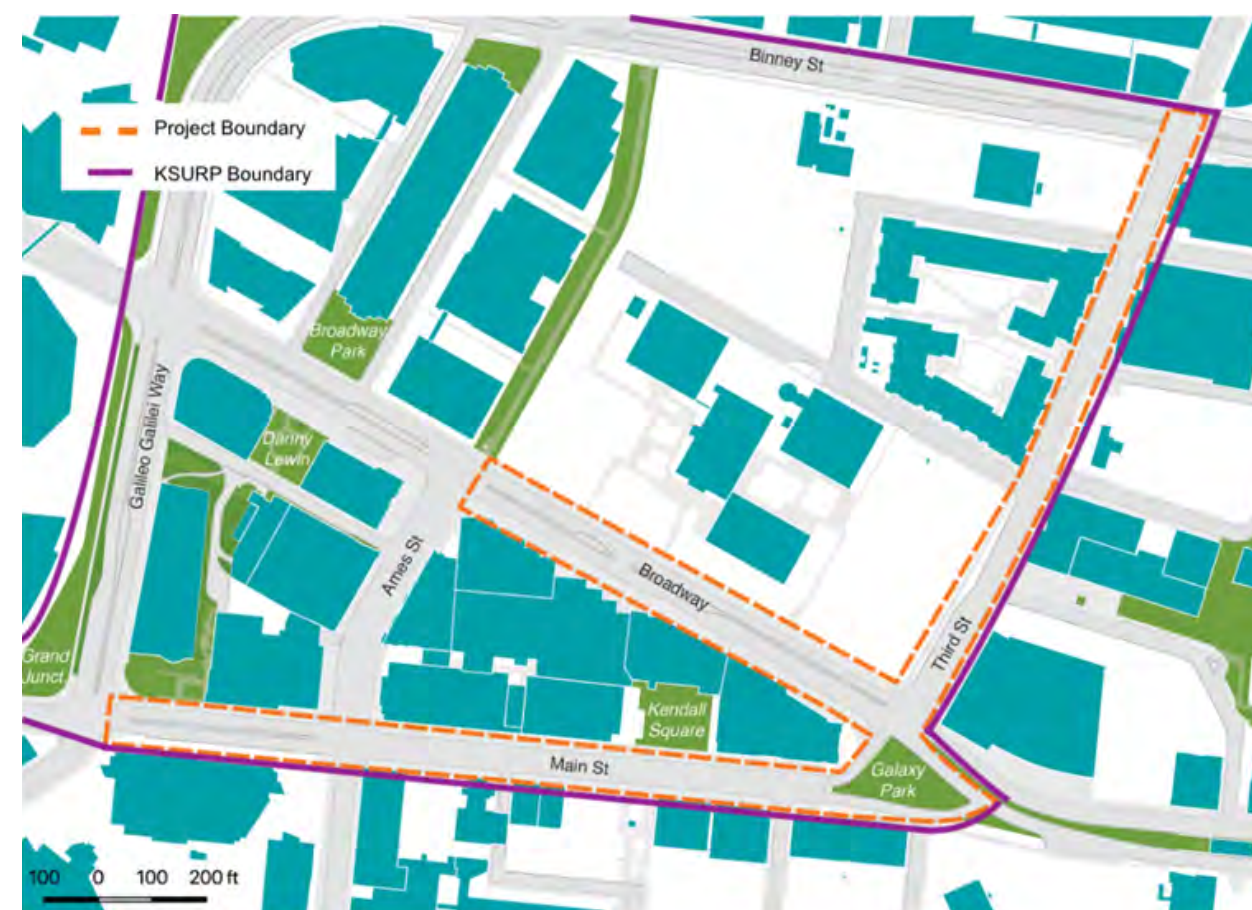 Binney St
Project Boundary
KSURP Boundary
Broadway
Park
Galileo Galilei Way
Danny
Lewin
Ames St
Broadway
Third St
Grand
Junct
Kendall
Square
Main St
Galaxy
Park
100 0 100 200 ft